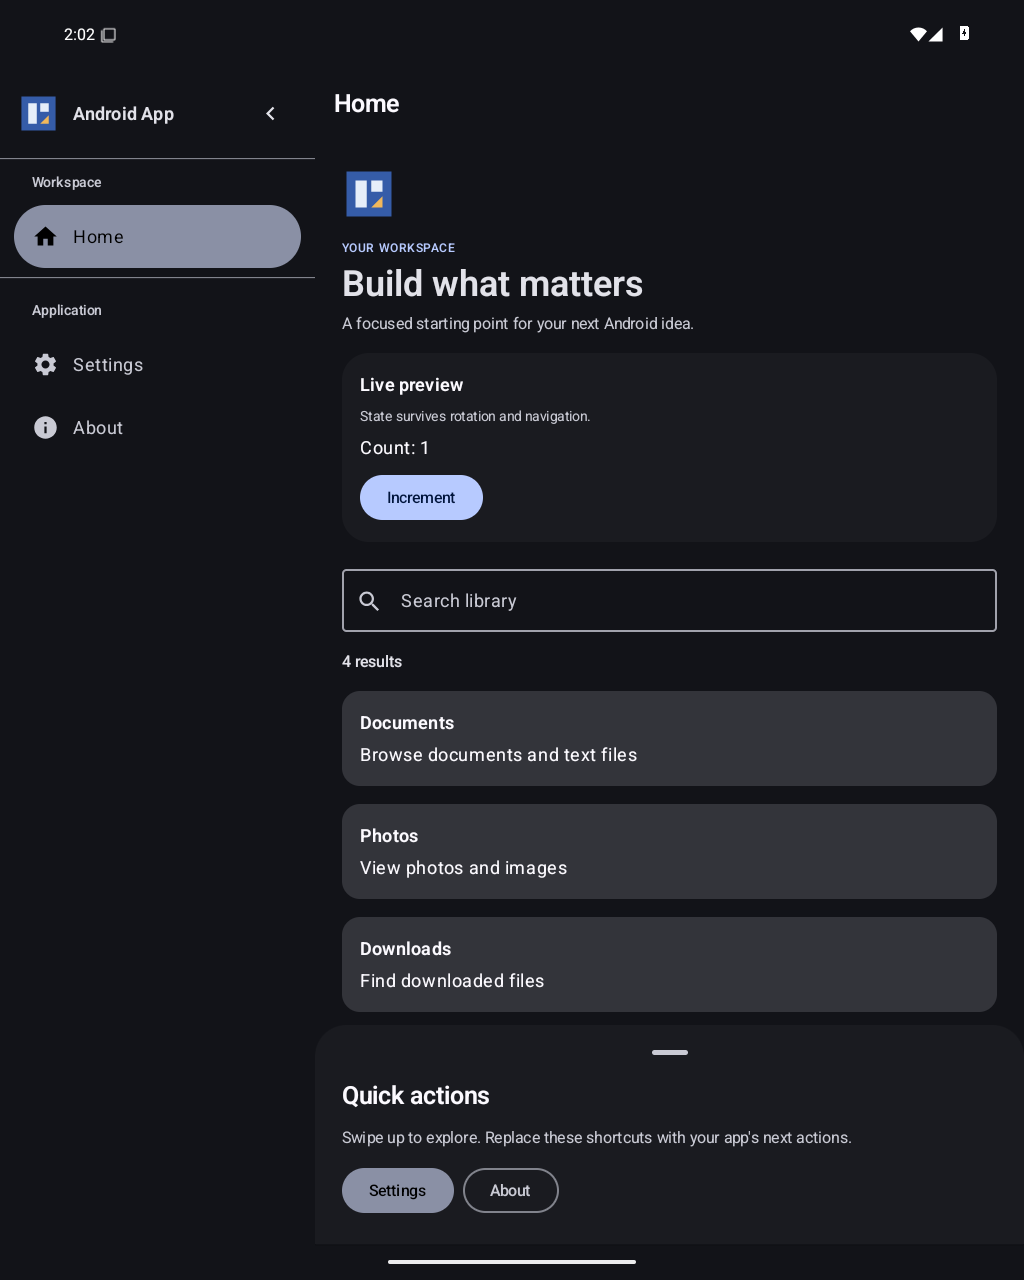 2:02
Android App
Workspace
Home
Application
Settings
About
Home
YOUR WORKSPACE
Build what matters
A focused starting point for your next Android idea.
Live preview
State survives rotation and navigation.
Count: 1
Increment
Search library
4 results
Documents
Browse documents and text files
Photos
View photos and images
Downloads
Find downloaded files
Quick actions
Swipe up to explore. Replace these shortcuts with your app's next actions.
Settings
About